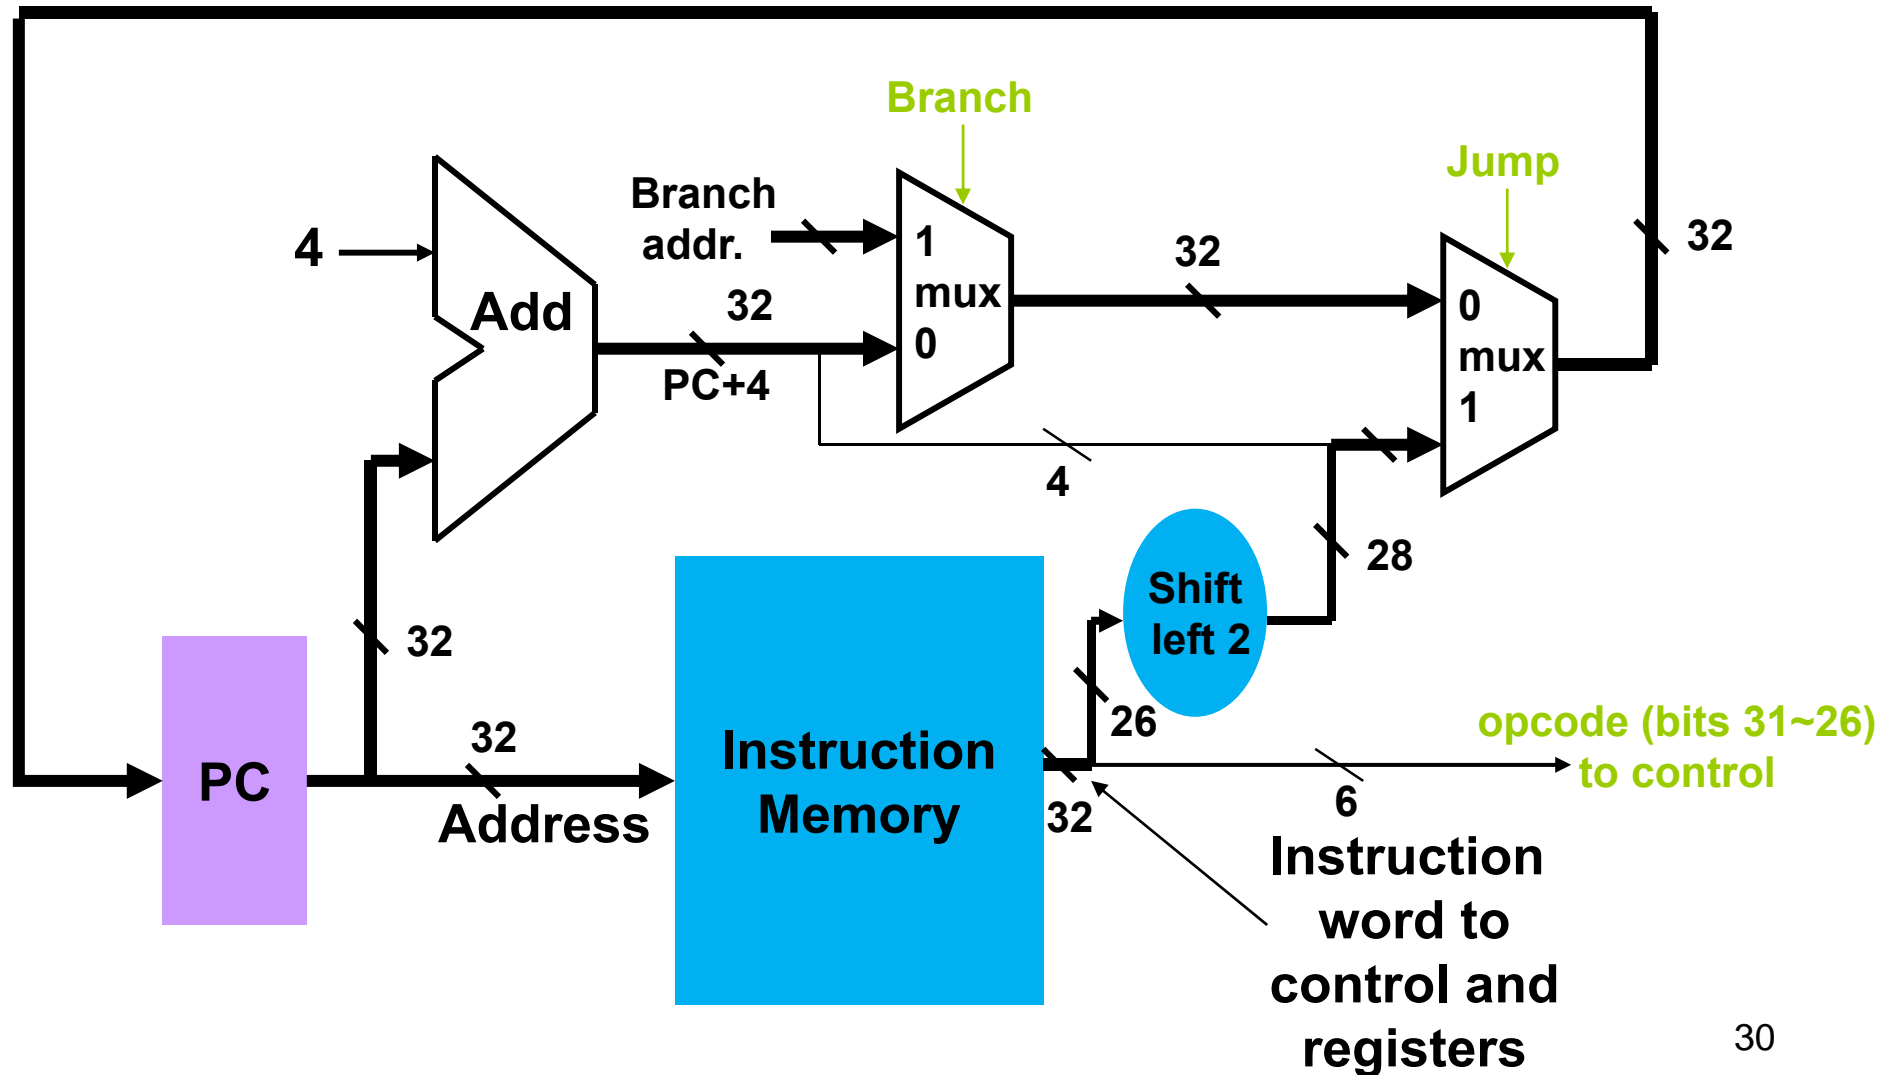 Branch
Jump
Branch
addr.
4
Add
32
PC+4
1
mux
0
32
0
mux
1
32
4
28
Shift
left 2
32
PC
32
Address
Instruction
Memory
26
32
6
opcode (bits 31~26)
to control
Instruction
word to
control and
registers
30